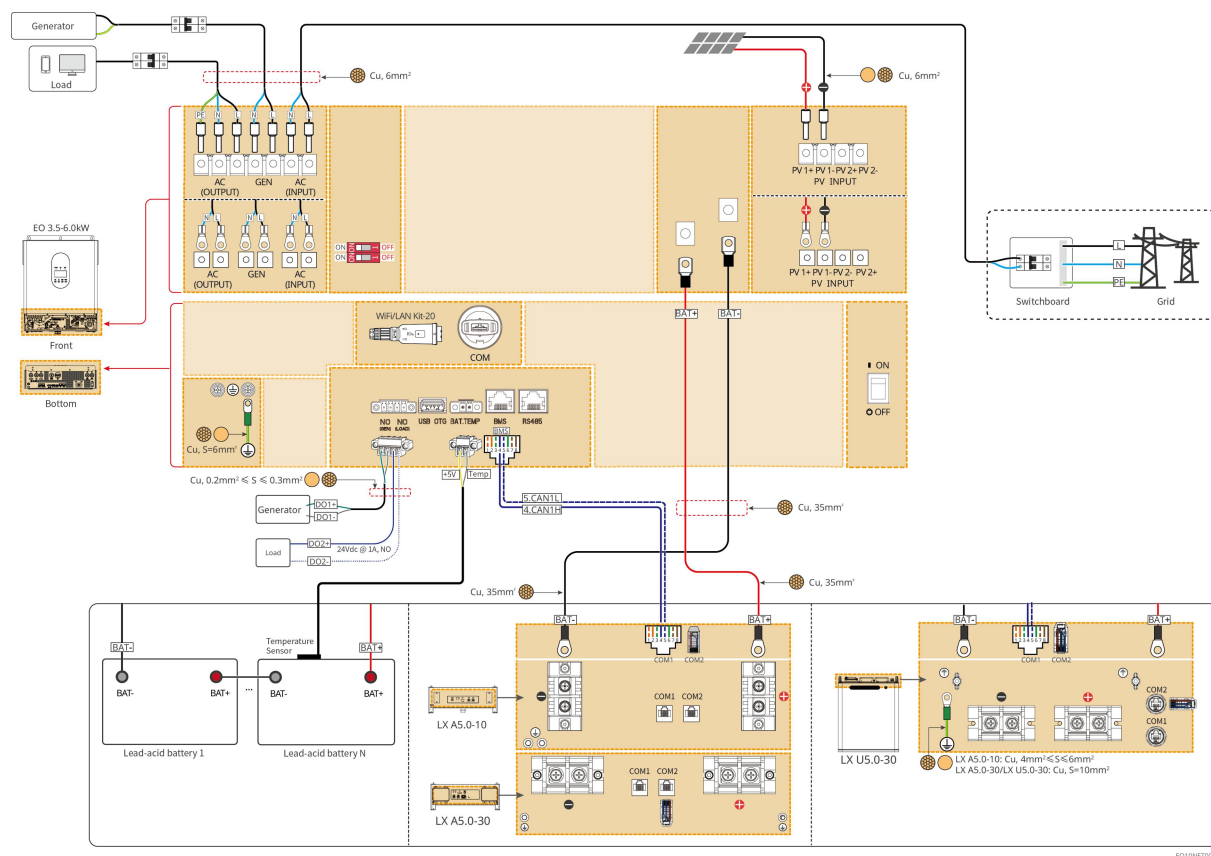 Generator
Load
Cu, 6mm²
Cu, 6mm²
PE
N
L
N
L
N
L
AC
(OUTPUT)
GEN
AC
(INPUT)
N
L
N
L
N
L
AC
(OUTPUT)
GEN
AC
(INPUT)
ON
OFF
ON
OFF
PV 1+ PV 1- PV 2+ PV 2-
PV INPUT
PV 1+ PV 1- PV 2- PV 2+
PV INPUT
EO 3.5-6.0kW
Front
Bottom
L
N
PE
Switchboard
Grid
BAT+
BAT-
WiFi/LAN Kit-20
COM
ON
OFF
NO
(GEN)
NO
(LOAD)
USB OTG
BAT.TEMP
BMS
RS485
BMS
Cu, S=6mm²
+5V
Temp
Cu, 0.2mm² ≤ S ≤ 0.3mm²
Generator
DO1+
DO1-
Load
DO2+
24Vdc @ 1A, NO
DO2-
5.CAN1L
4.CAN1H
Cu, 35mm²
Cu, 35mm²
Cu, 35mm²
BAT-
Temperature
Sensor
BAT+
BAT-
BAT+
...
BAT-
BAT+
Lead-acid battery 1
Lead-acid battery N
BAT-
BAT+
12345678
COM1
COM2
COM1 COM2
LX A5.0-10
COM1 COM2
LX A5.0-30
BAT-
BAT+
12345678
COM1
COM2
COM2
COM1
LX U5.0-30
LX A5.0-10: Cu, 4mm²≤S≤6mm²
LX A5.0-30/LX U5.0-30: Cu, S=10mm²